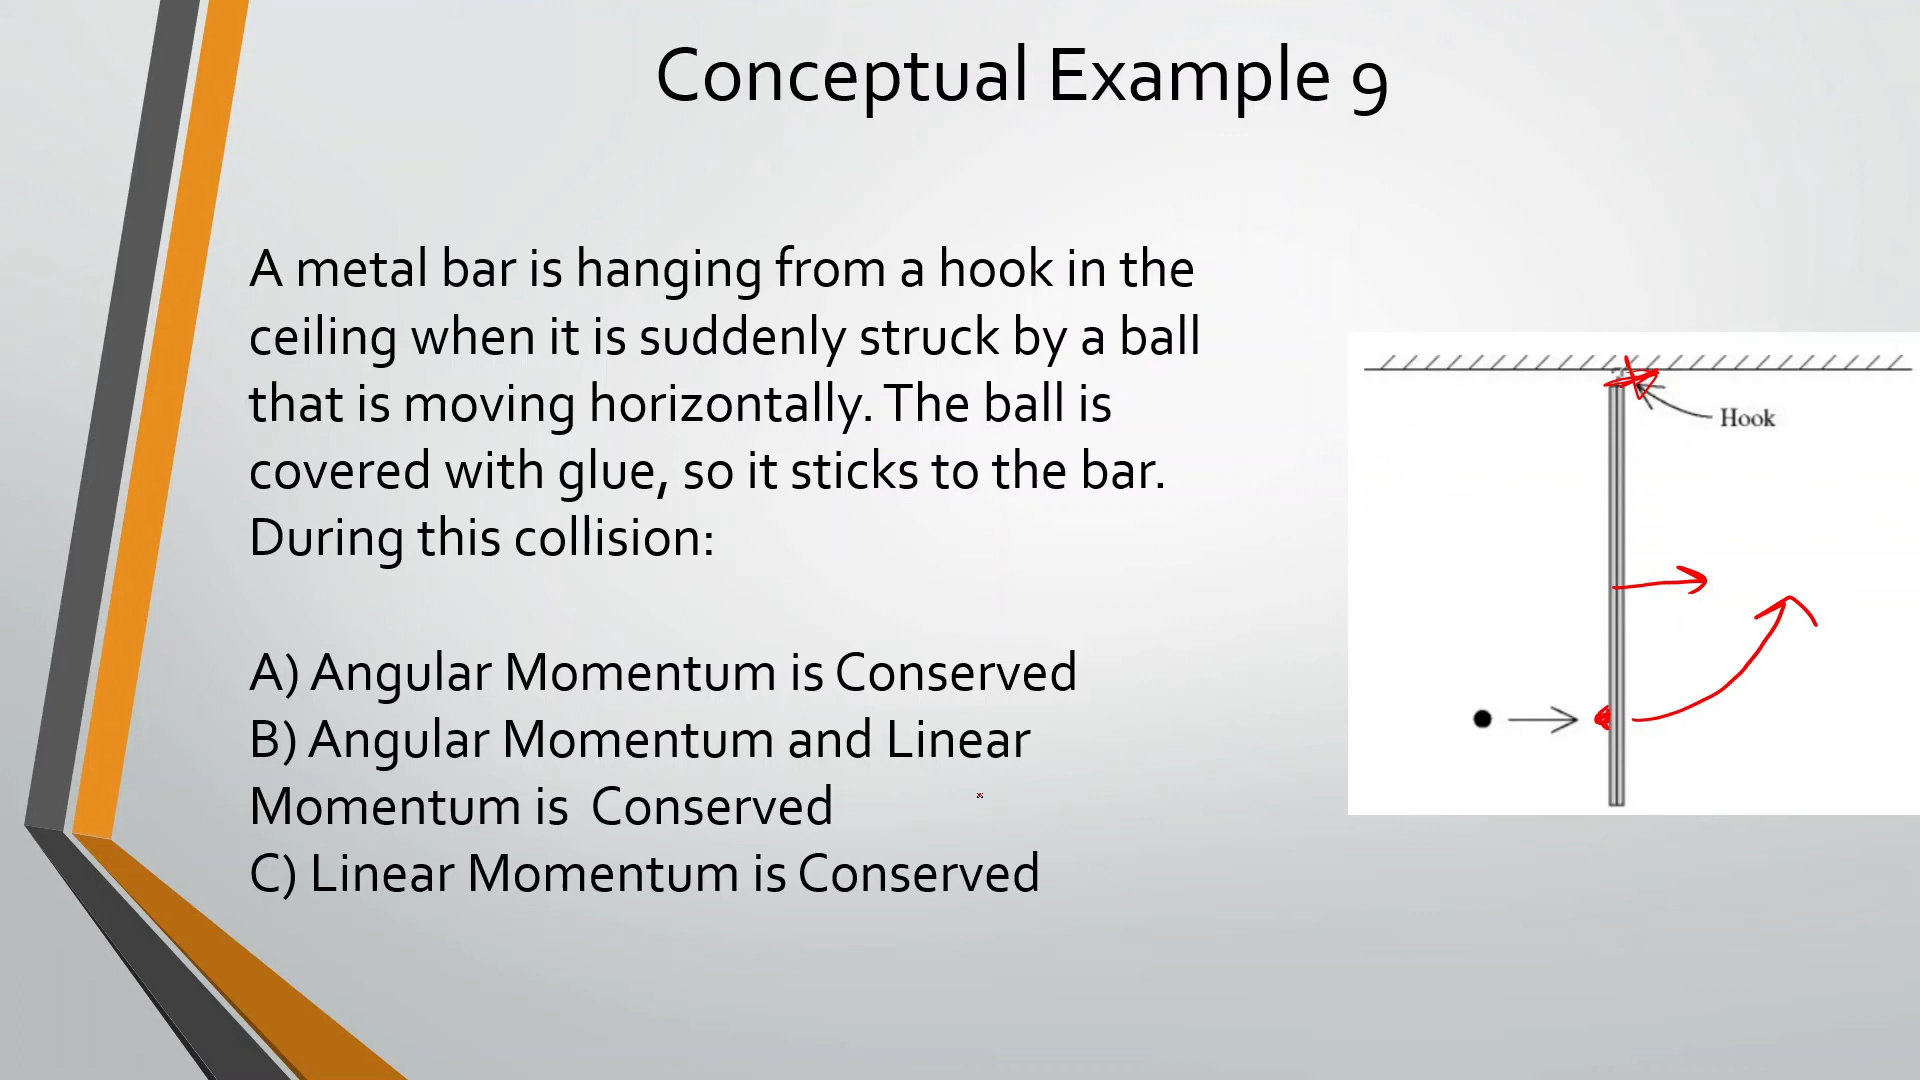 Conceptual Example 9
A metal bar is hanging from a hook in the
ceiling when it is suddenly struck by a ball
that is moving horizontally. The ball is
covered with glue, so it sticks to the bar.
During this collision:
A) Angular Momentum is Conserved
B) Angular Momentum and Linear
Momentum is Conserved
C) Linear Momentum is Conserved
Hook